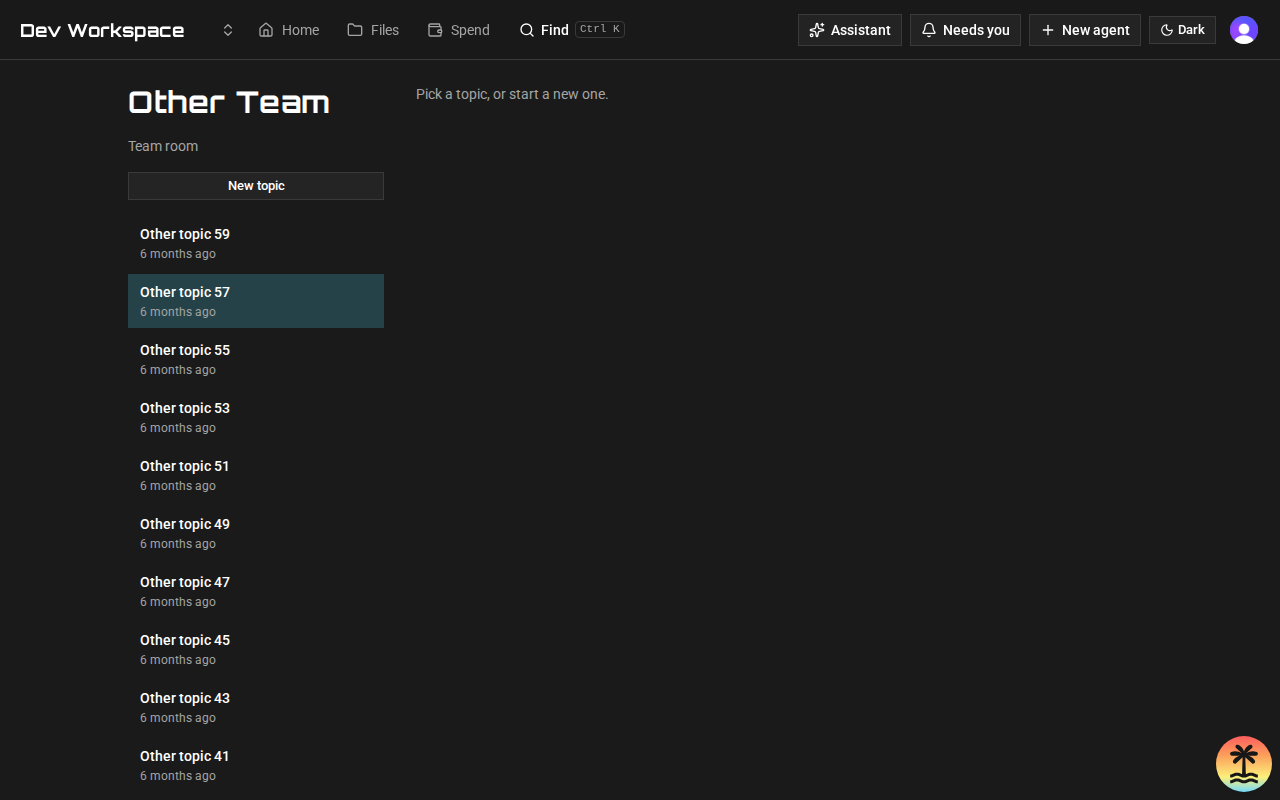 Dev Workspace
Home
Files
Spend
Find
Ctrl K
Assistant
Needs you
New agent
Dark
Other Team
Team room
New topic
Other topic 59
6 months ago
Other topic 57
6 months ago
Other topic 55
6 months ago
Other topic 53
6 months ago
Other topic 51
6 months ago
Other topic 49
6 months ago
Other topic 47
6 months ago
Other topic 45
6 months ago
Other topic 43
6 months ago
Other topic 41
6 months ago
Pick a topic, or start a new one.